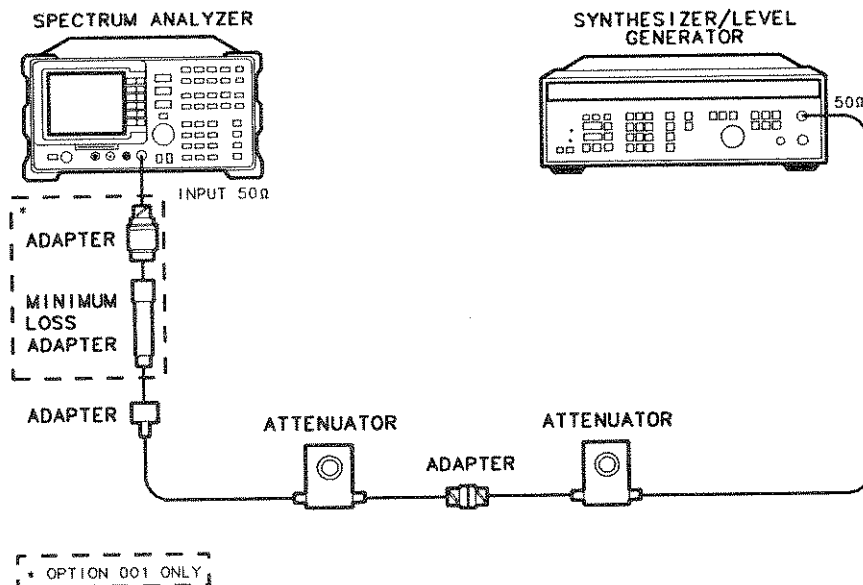 SPECTRUM ANALYZER
SYNTHESIZER/LEVEL
GENERATOR
50Ω
INPUT 50Ω
*
ADAPTER
MINIMUM
LOSS
ADAPTER
ADAPTER
ATTENUATOR
ADAPTER
ATTENUATOR
* OPTION 001 ONLY